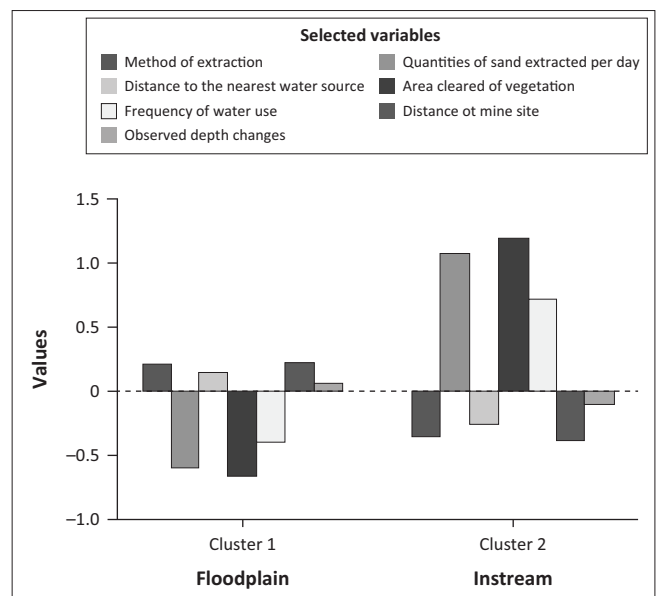 Selected variables
Method of extraction
Quantities of sand extracted per day
Distance to the nearest water source
Area cleared of vegetation
Frequency of water use
Distance ot mine site
Observed depth changes
1.5
1.0
0.5
0
–0.5
–1.0
Values
Cluster 1
Cluster 2
Floodplain
Instream